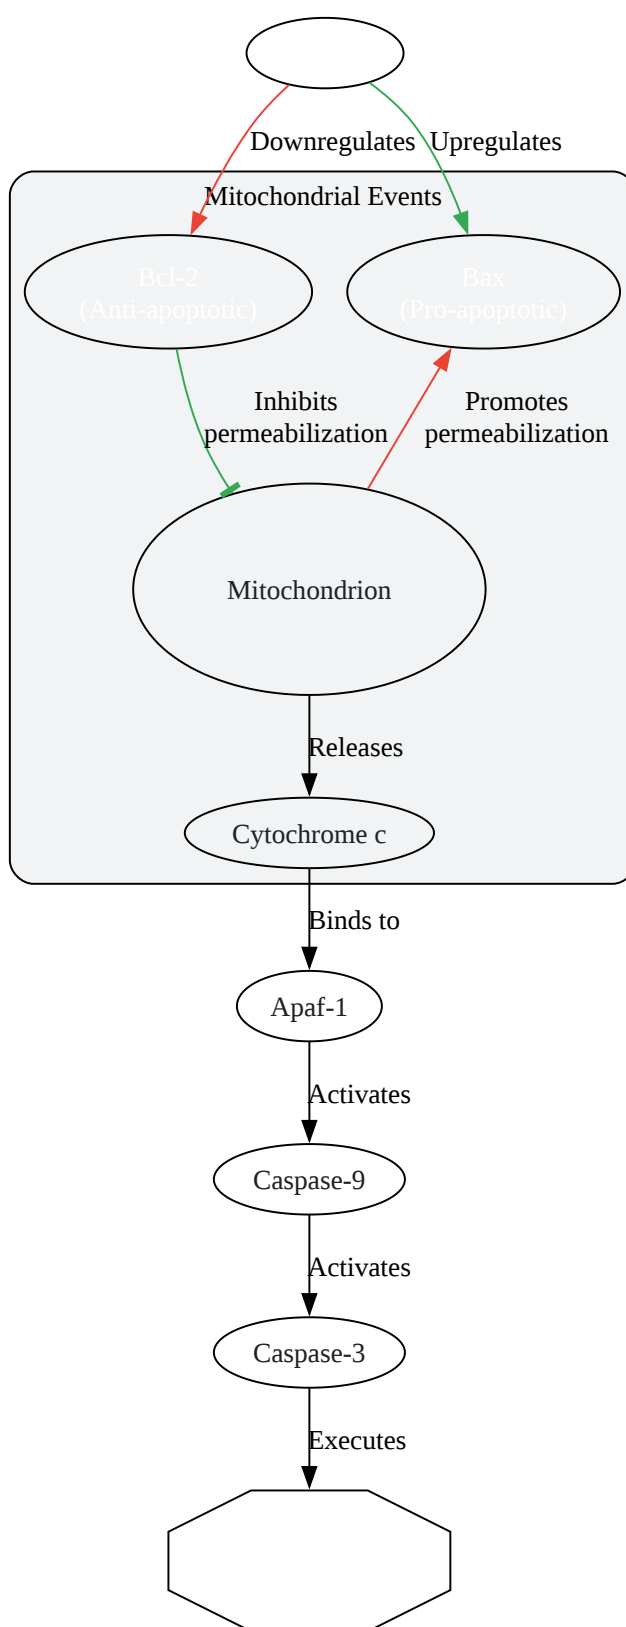 Downregulates
Upregulates
Mitochondrial Events
Bcl-2
(Anti-apoptotic)
Bax
(Pro-apoptotic)
Inhibits
permeabilization
Promotes
permeabilization
Mitochondrion
Releases
Cytochrome c
Binds to
Apaf-1
Activates
Caspase-9
Activates
Caspase-3
Executes